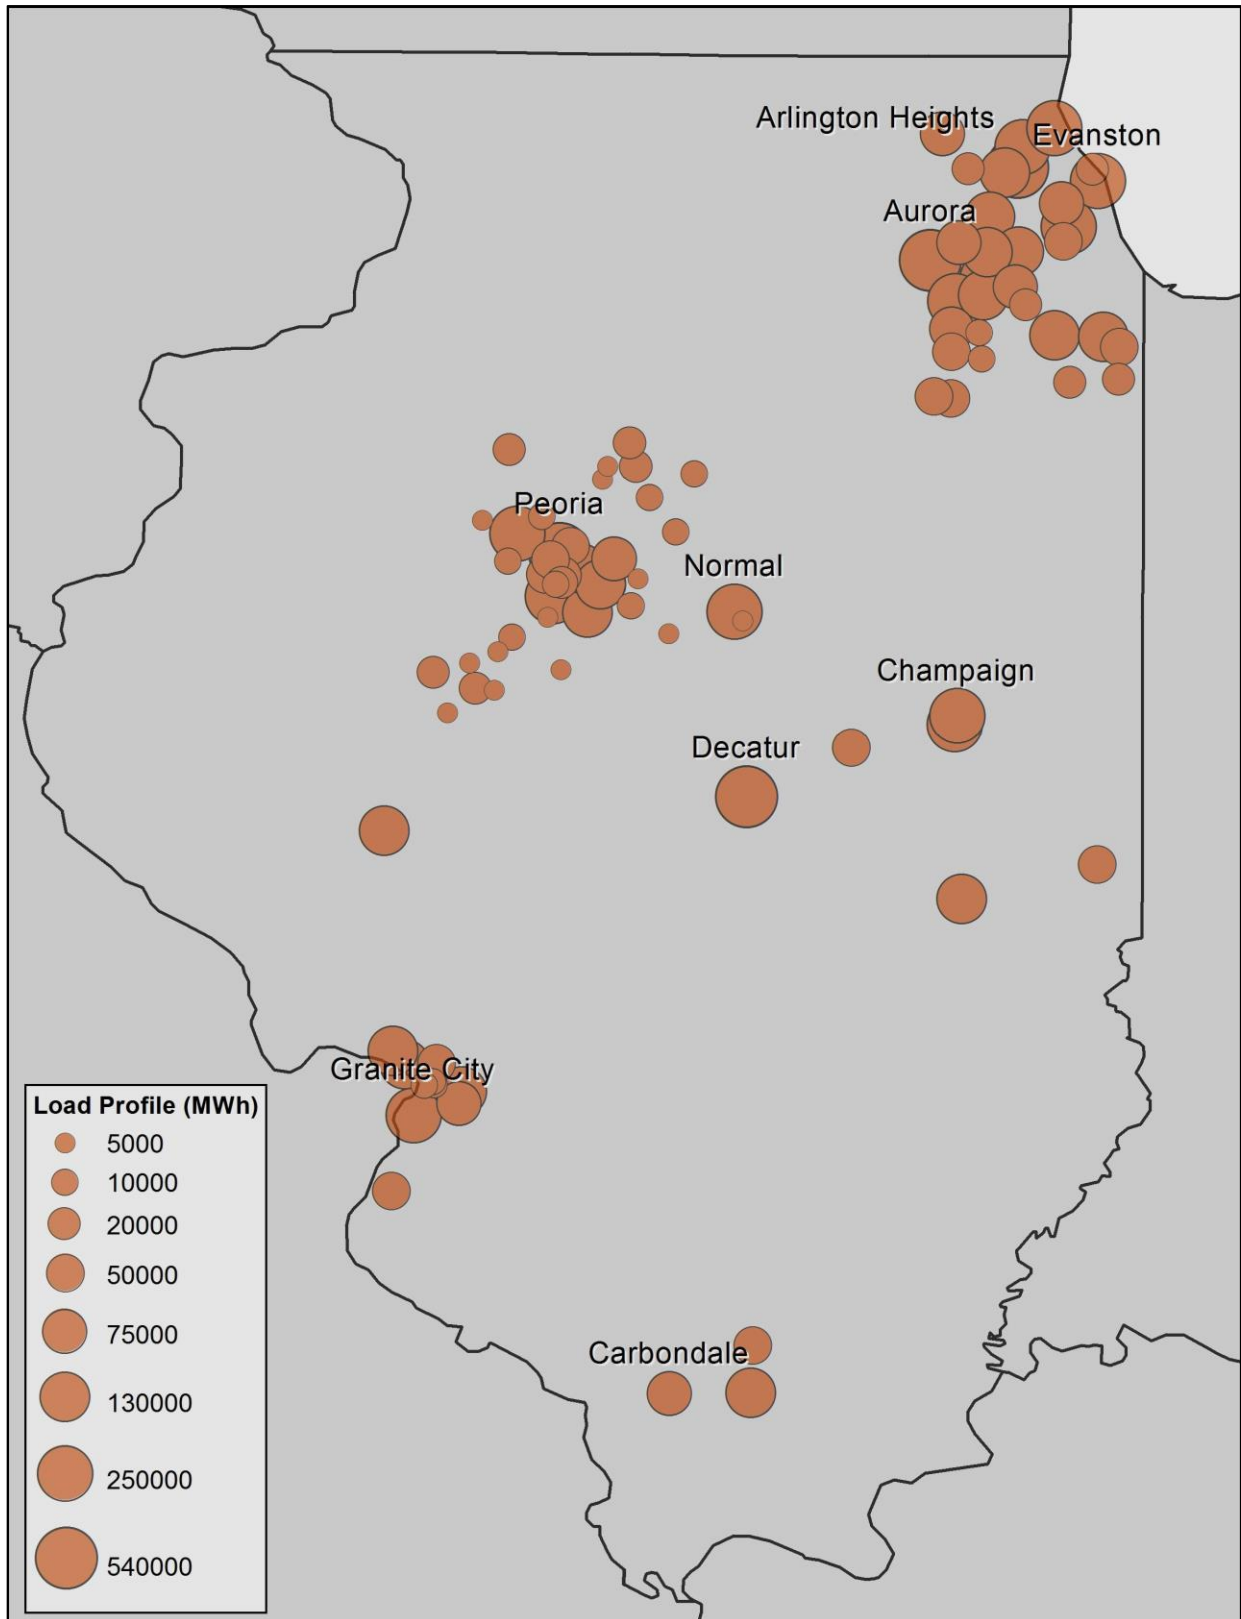 Arlington Heights
Evanston
Aurora
Peoria
Normal
Champaign
Decatur
Granite City
Carbondale
Load Profile (MWh)
5000
10000
20000
50000
75000
130000
250000
540000